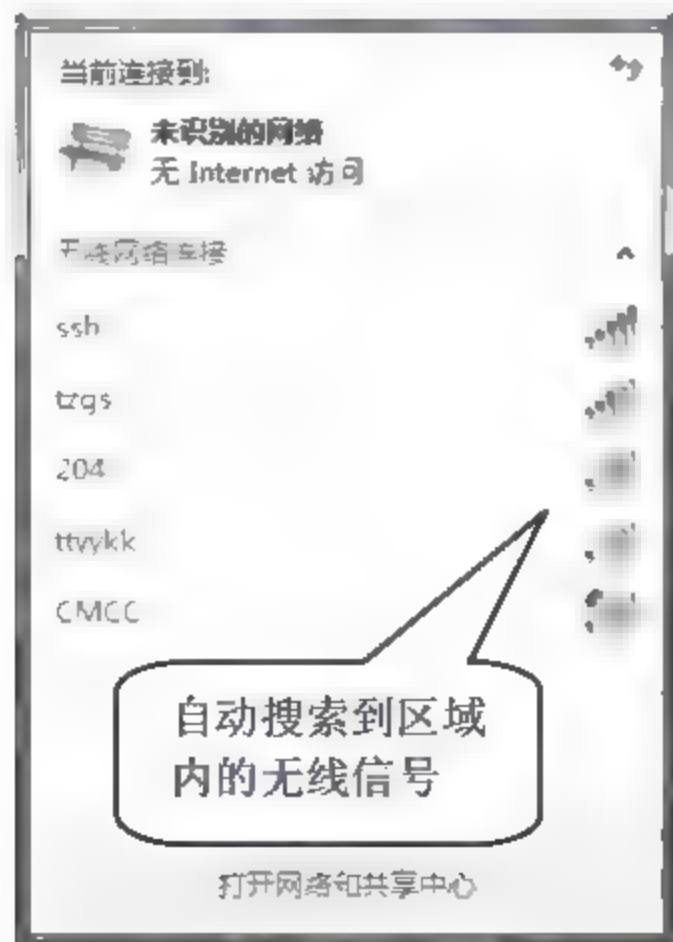 当前连接到:
未识别的网络
无 Internet 访问
无线网络连接
ssh
tzgs
204
ttvykk
CMCC
自动搜索到区域
内的无线信号
打开网络和共享中心